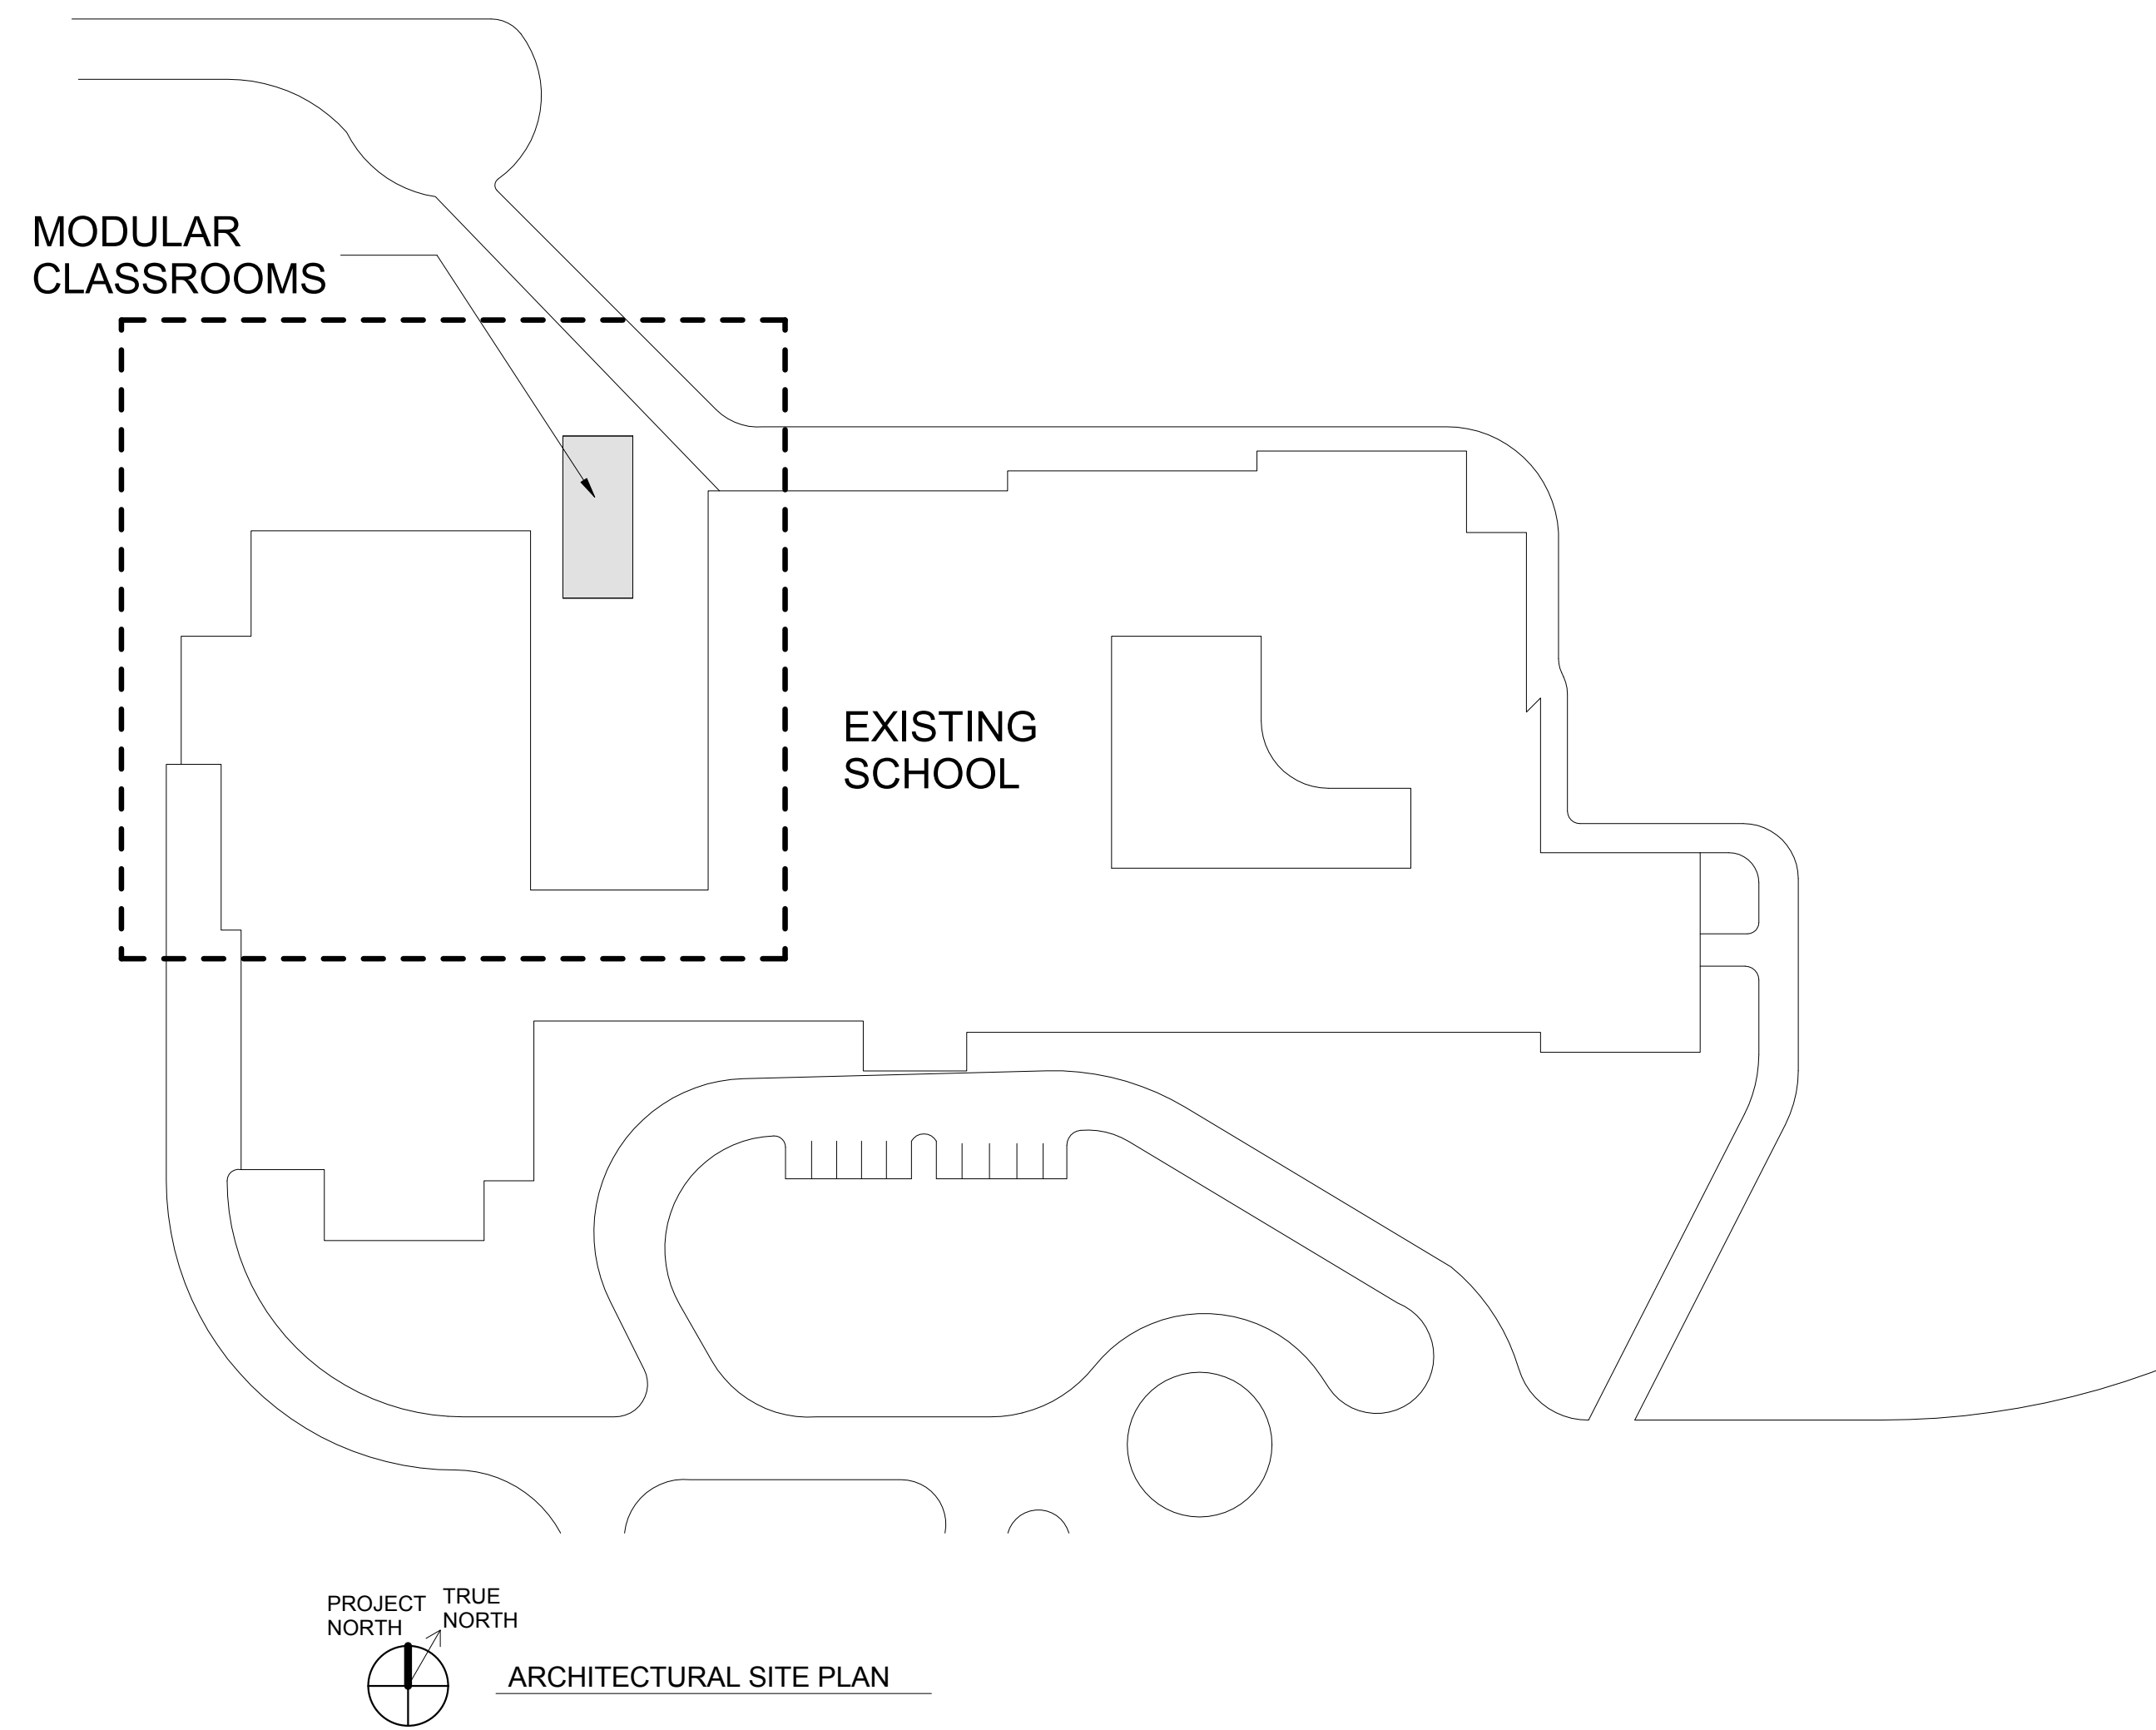 MODULAR
CLASSROOMS
EXISTING
SCHOOL
PROJECT
NORTH
TRUE
NORTH
ARCHITECTURAL SITE PLAN